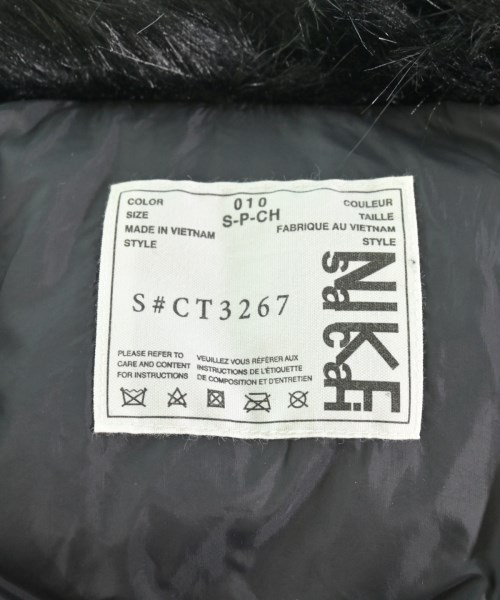 COLOR 010 COULEUR
SIZE S-P-CH TAILLE
MADE IN VIETNAM FABRIQUE AU VIETNAM
STYLE STYLE
S#CT3267
NIKE
sacai
PLEASE REFER TO
CARE AND CONTENT
FOR INSTRUCTIONS
VEUILLEZ VOUS RÉFÉRER AUX
INSTRUCTIONS DE L'ÉTIQUETTE
DE COMPOSITION ET D'ENTRETIEN